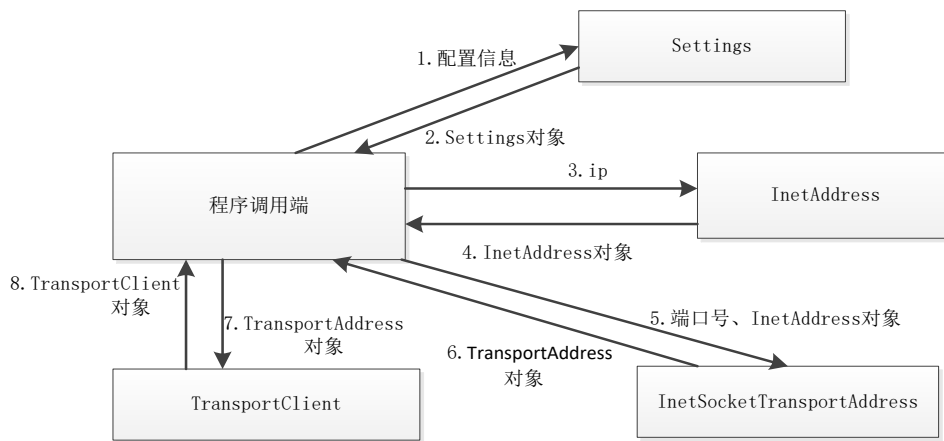 Settings
1.配置信息
2.Settings对象
3.ip
程序调用端
InetAddress
4.InetAddress对象
8.TransportClient
对象
7.TransportAddress
对象
5.端口号、InetAddress对象
6.TransportAddress
对象
TransportClient
InetSocketTransportAddress